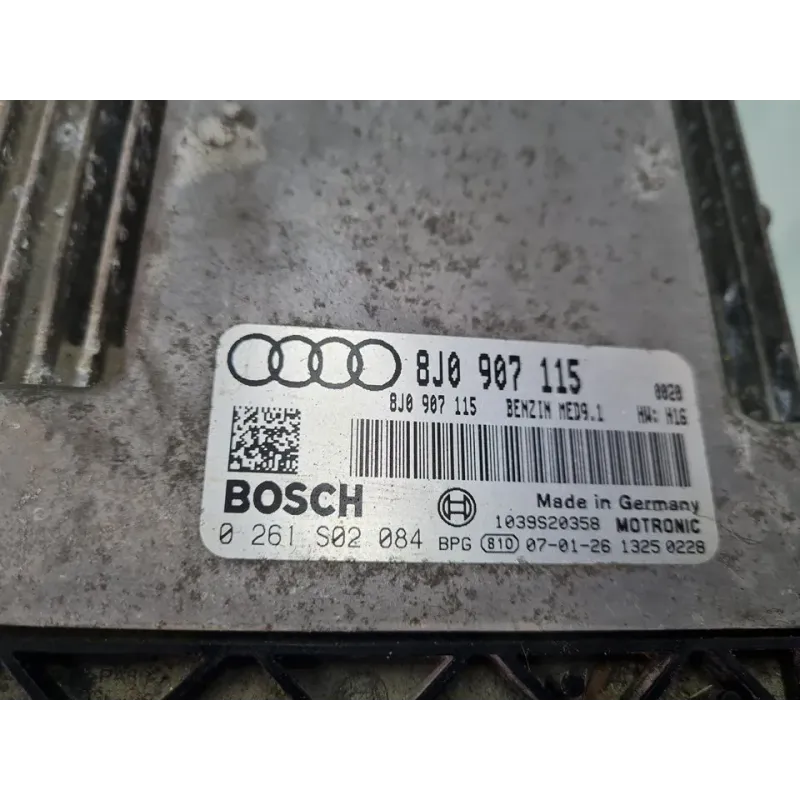 8J0 907 115
0020
8J0 907 115 BENZIN MED9.1 HW: H16
BOSCH
Made in Germany
1039S20358 MOTRONIC
0 261 S02 084 BPG 810 07-01-26 1325 0228